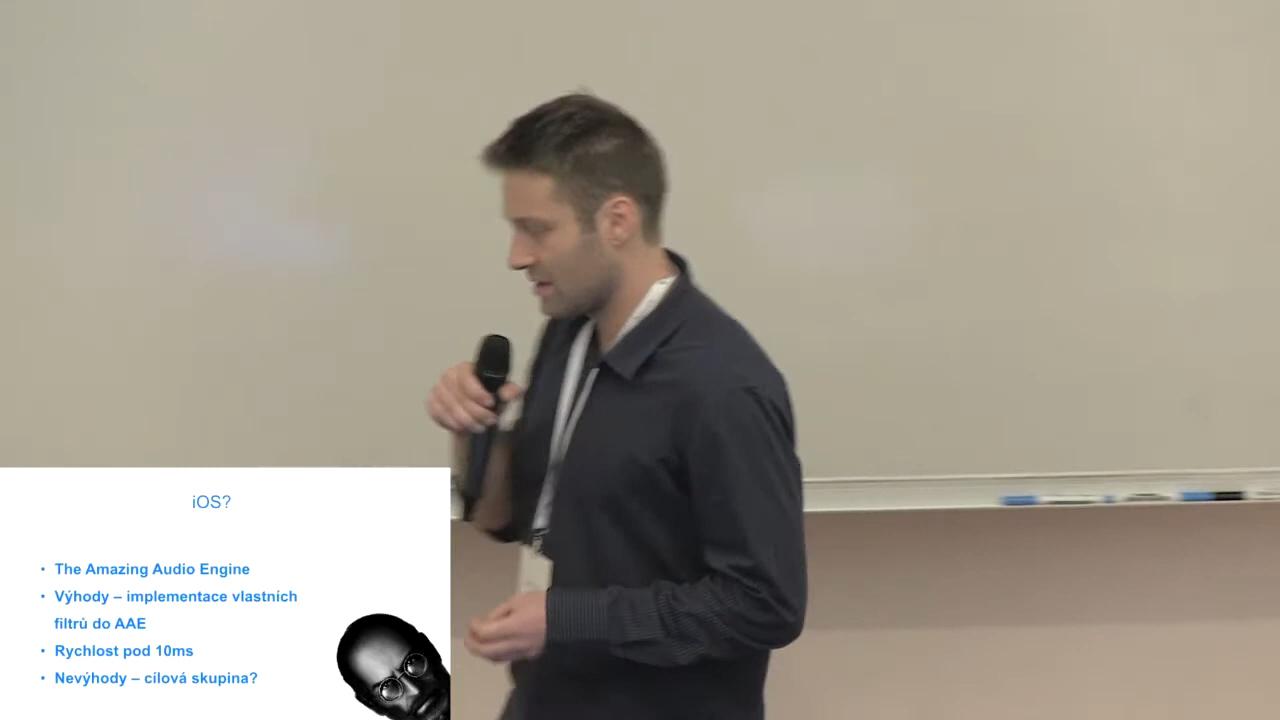 iOS?
• The Amazing Audio Engine
• Výhody – implementace vlastních
filtrů do AAE
• Rychlost pod 10ms
• Nevýhody – cílová skupina?